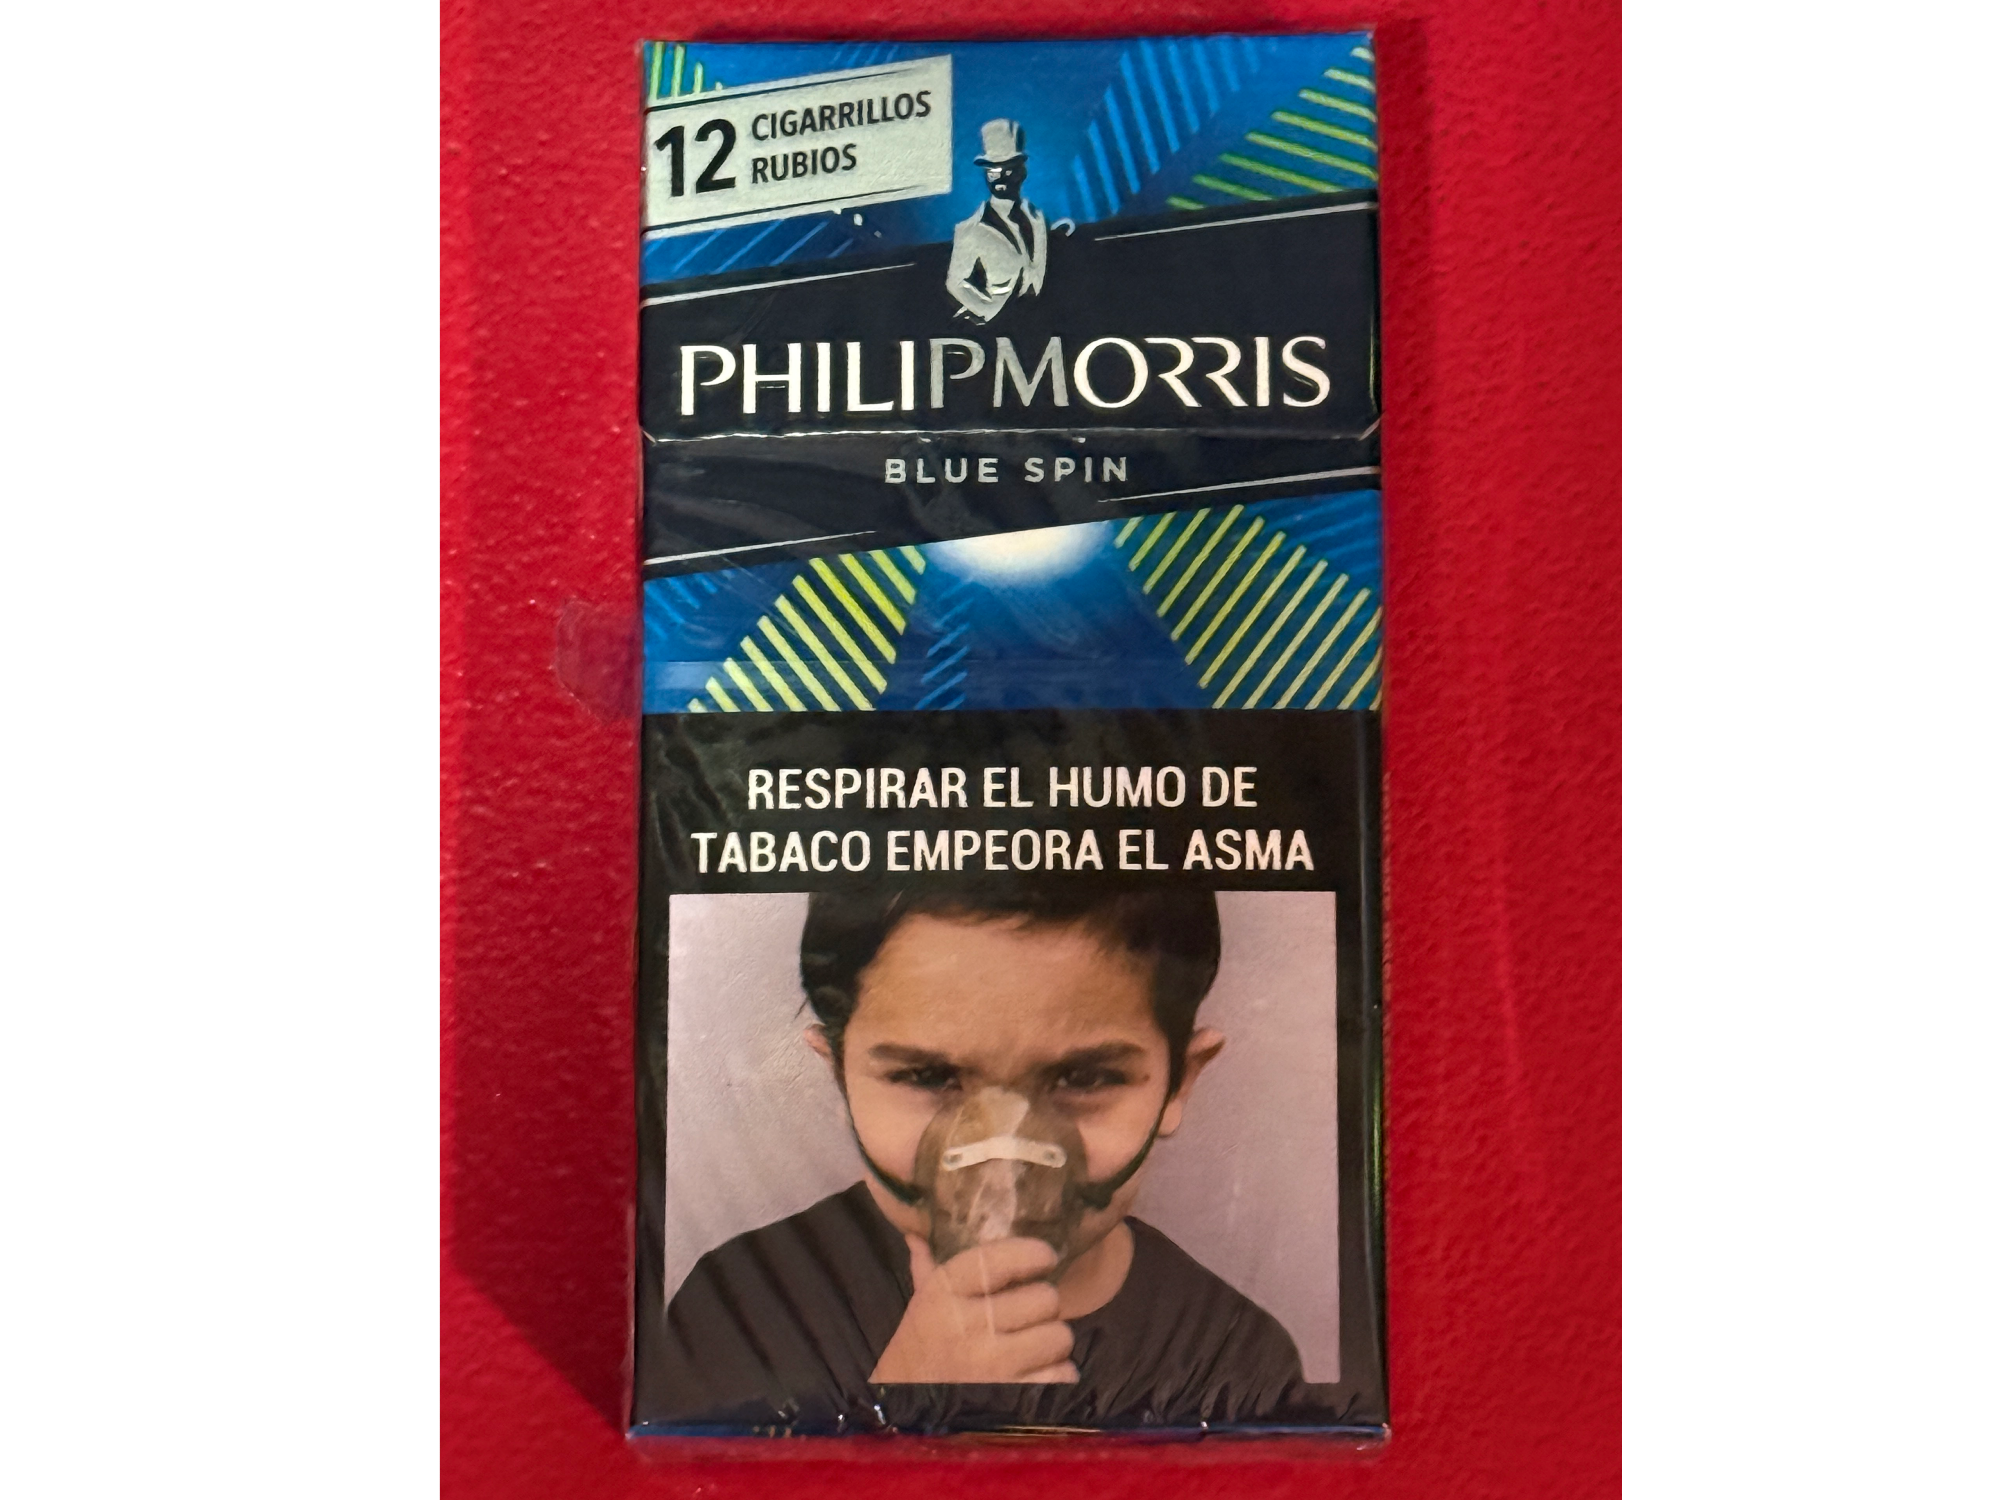 12 CIGARRILLOS
RUBIOS
PHILIPMORRIS
BLUE SPIN
RESPIRAR EL HUMO DE
TABACO EMPEORA EL ASMA